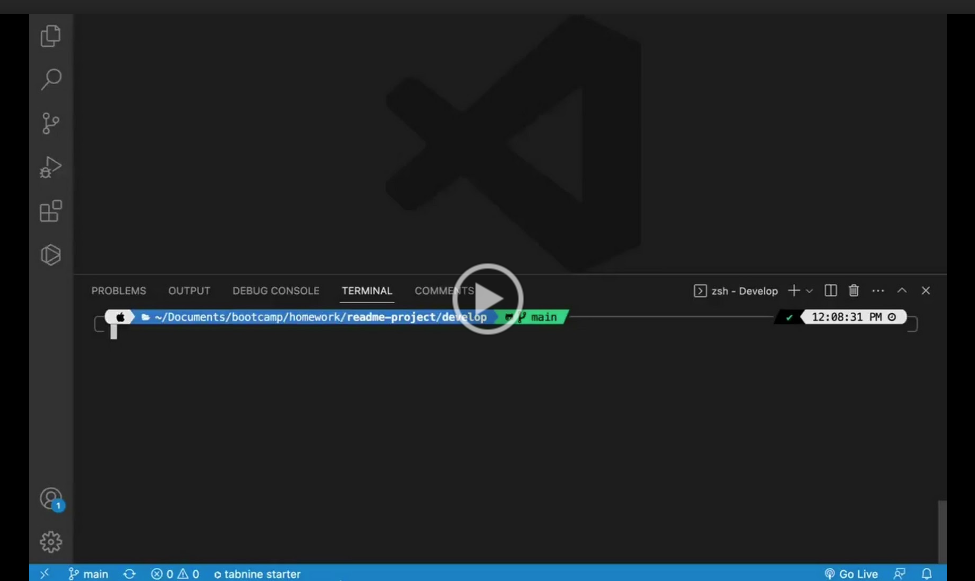 PROBLEMS OUTPUT DEBUG CONSOLE TERMINAL COMMENTS zsh - Develop
~/Documents/bootcamp/homework/readme-project/develop main 12:08:31 PM
1
main 0 0 tabnine starter Go Live